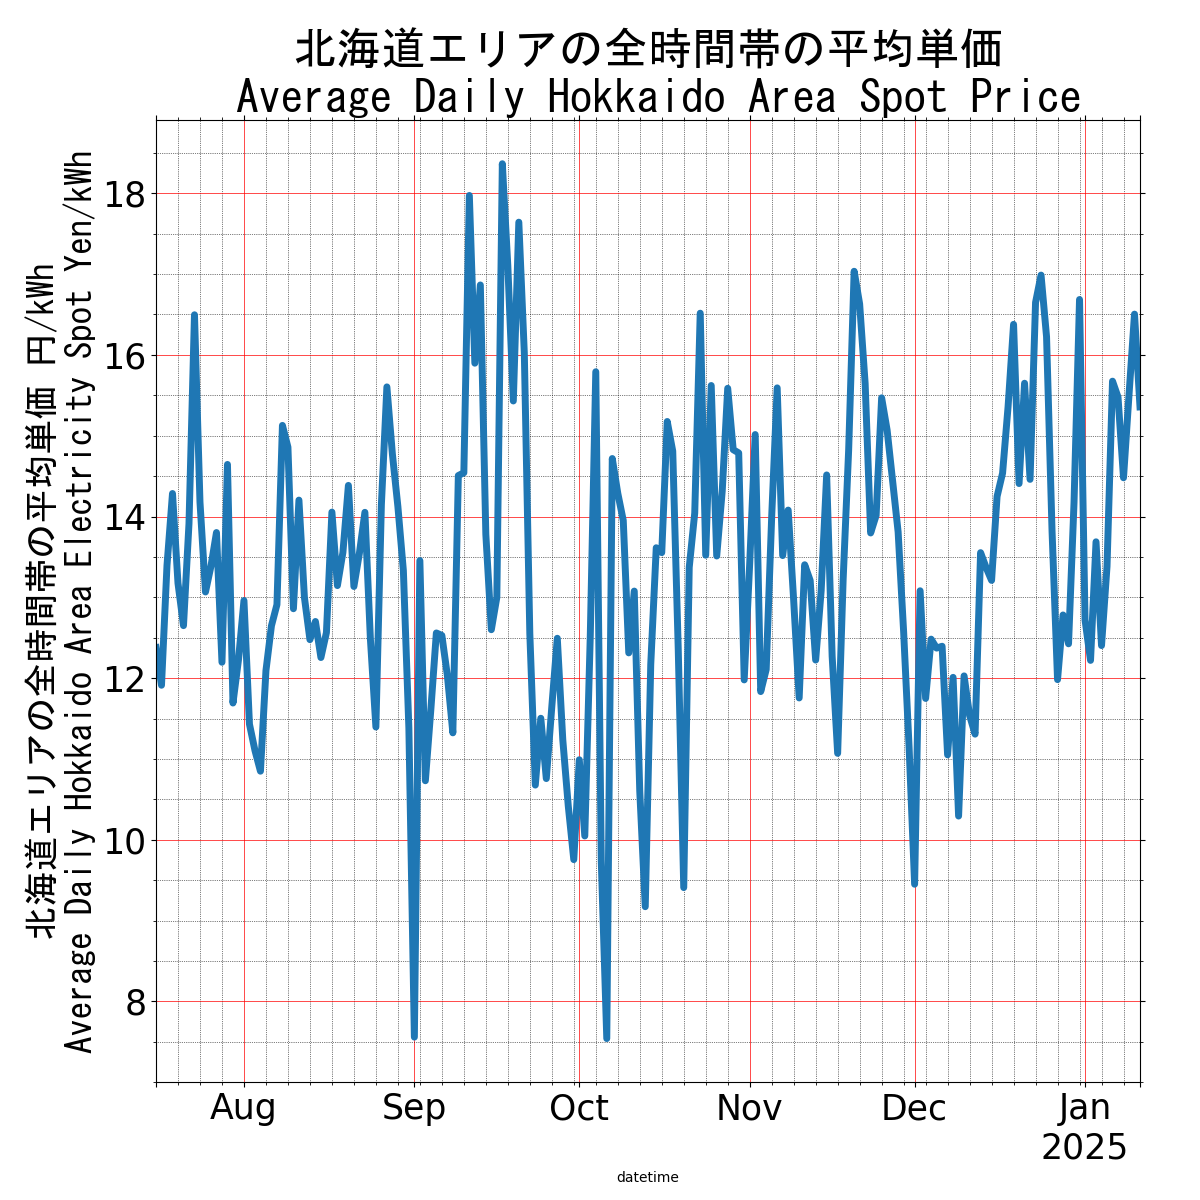 北海道エリアの全時間帯の平均単価
Average Daily Hokkaido Area Spot Price
北海道エリアの全時間帯の平均単価 円/kWh
Average Daily Hokkaido Area Electricity Spot Yen/kWh
18
16
14
12
10
8
Aug
Sep
Oct
Nov
Dec
Jan
2025
datetime